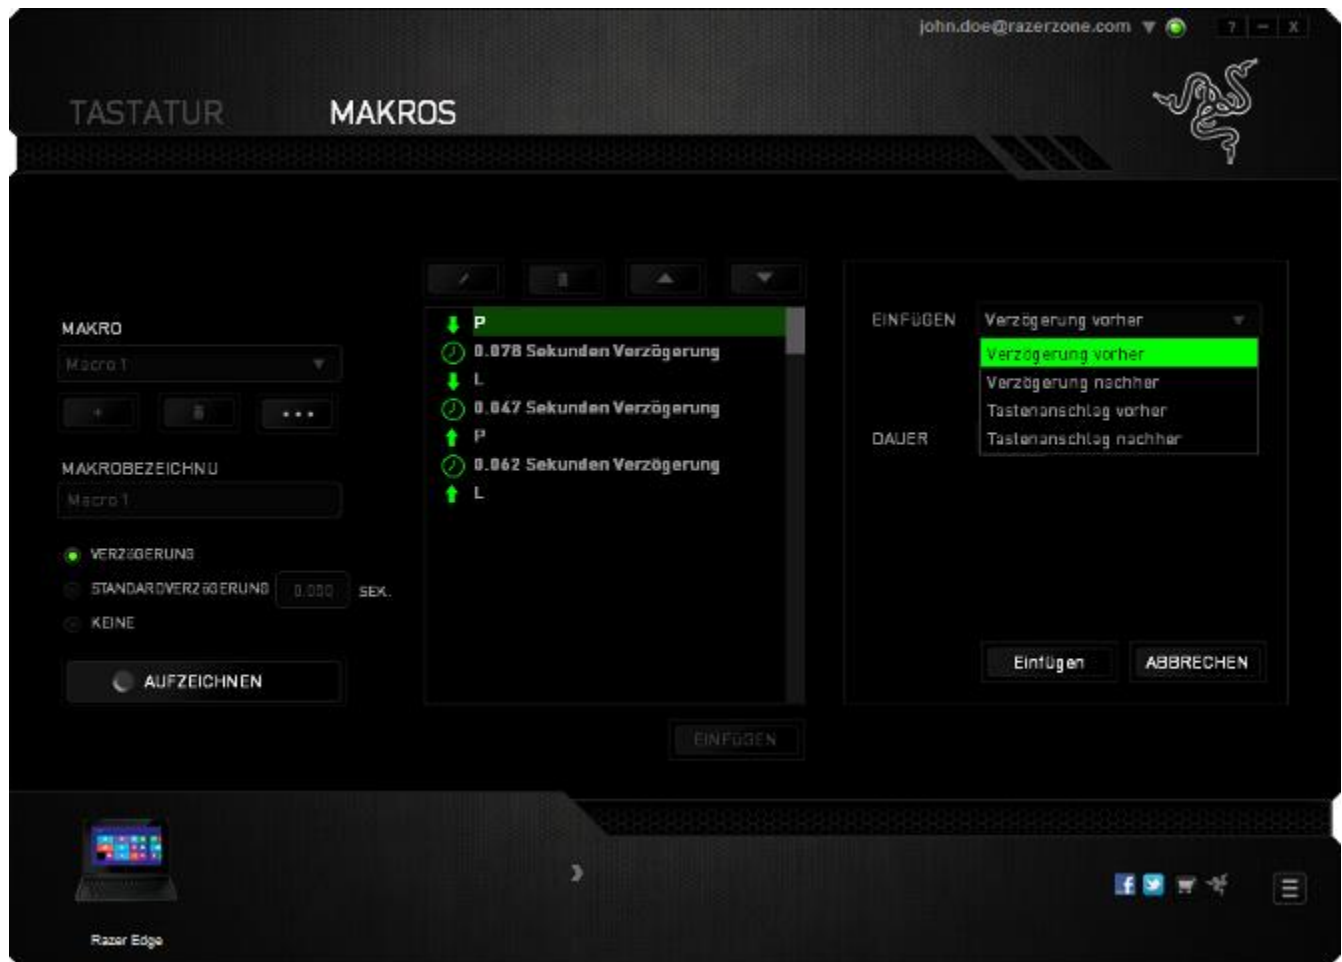 john.doe@razerzone.com ▼ ? – X
TASTATUR MAKROS
MAKRO
Macro 1
MAKROBEZEICHNU
Macro 1
VERZÖGERUNG
STANDARDVERZÖGERUNG 0.050 SEK.
KEINE
AUFZEICHNEN
P
0.078 Sekunden Verzögerung
L
0.047 Sekunden Verzögerung
P
0.062 Sekunden Verzögerung
L
EINFÜGEN
EINFÜGEN Verzögerung vorher
Verzögerung vorher
Verzögerung nachher
Tastenanschlag vorher
Tastenanschlag nachher
DAUER
Einfügen ABBRECHEN
Razer Edge